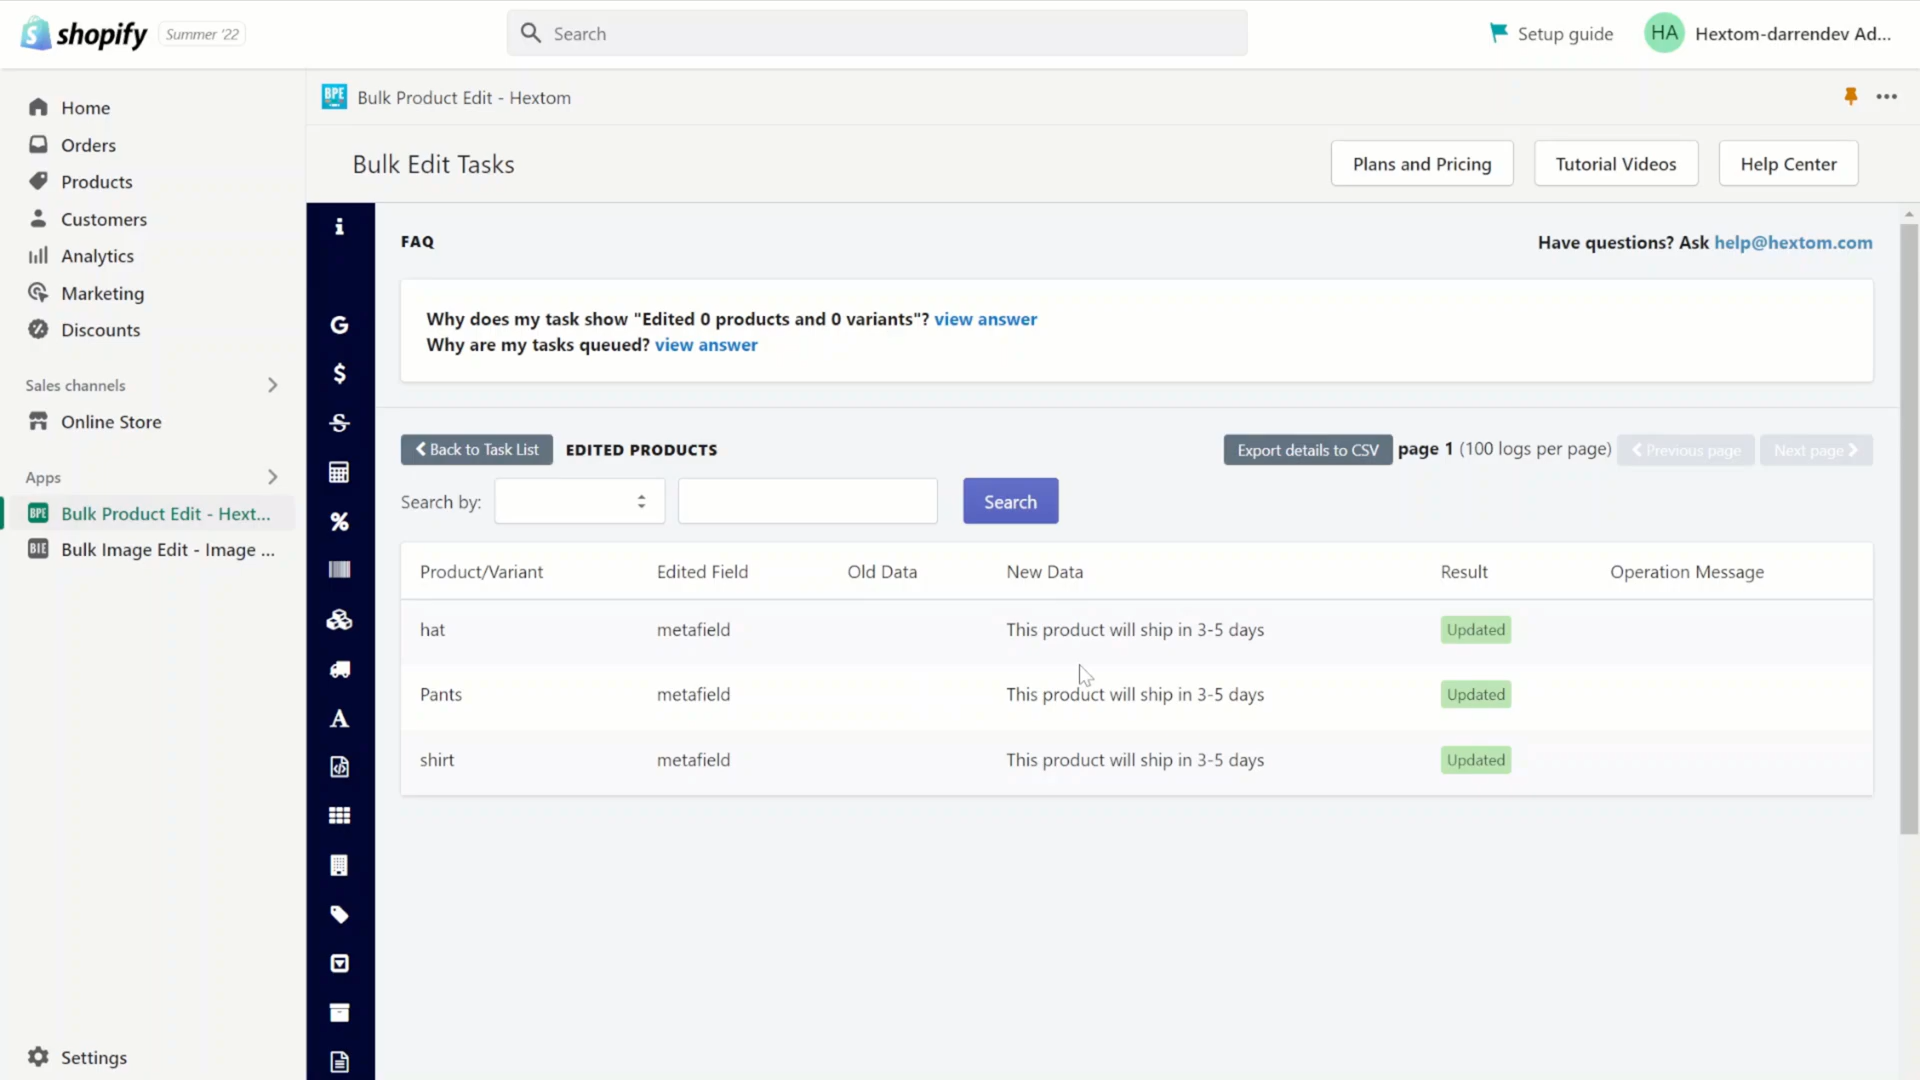 shopify Summer '22
Search
Setup guide
HA Hextom-darrendev Ad...
Home
Orders
Products
Customers
Analytics
Marketing
Discounts
Sales channels
Online Store
Apps
BPE Bulk Product Edit - Hext...
BIE Bulk Image Edit - Image ...
Settings
BPE Bulk Product Edit - Hextom
Bulk Edit Tasks
Plans and Pricing
Tutorial Videos
Help Center
FAQ
Have questions? Ask help@hextom.com
Why does my task show "Edited 0 products and 0 variants"? view answer
Why are my tasks queued? view answer
Back to Task List
EDITED PRODUCTS
Export details to CSV
page 1 (100 logs per page)
Previous page
Next page
Search by:
Search
Product/Variant Edited Field Old Data New Data Result Operation Message
hat metafield This product will ship in 3-5 days Updated
Pants metafield This product will ship in 3-5 days Updated
shirt metafield This product will ship in 3-5 days Updated